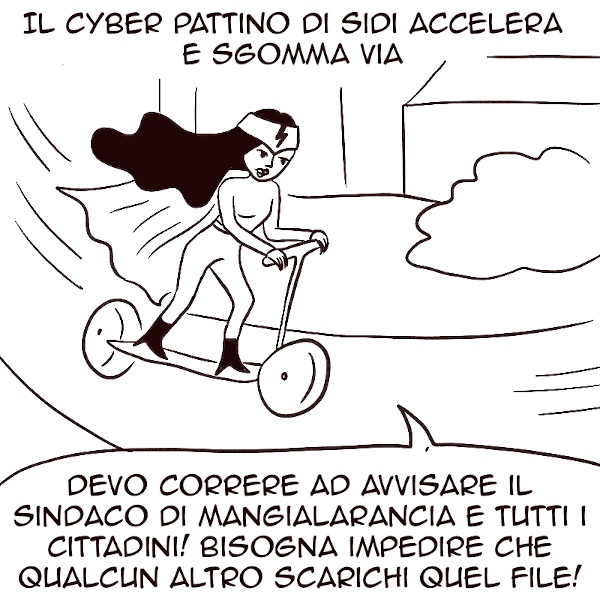 IL CYBER PATTINO DI SIDI ACCELERA
E SGOMMA VIA
DEVO CORRERE AD AVVISARE IL
SINDACO DI MANGIALARANCIA E TUTTI I
CITTADINI! BISOGNA IMPEDIRE CHE
QUALCUN ALTRO SCARICHI QUEL FILE!